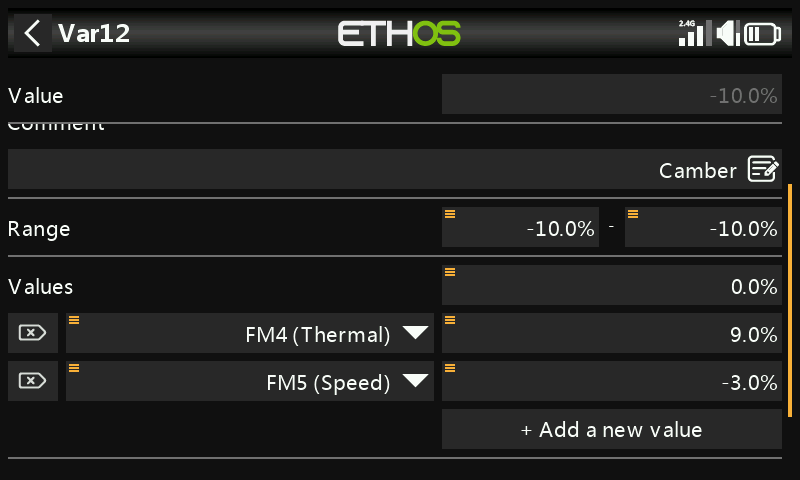 Var12
ETHOS
2.4G
Value
-10.0%
Comment
Camber
Range
-10.0% - -10.0%
Values
0.0%
FM4 (Thermal)
9.0%
FM5 (Speed)
-3.0%
+ Add a new value